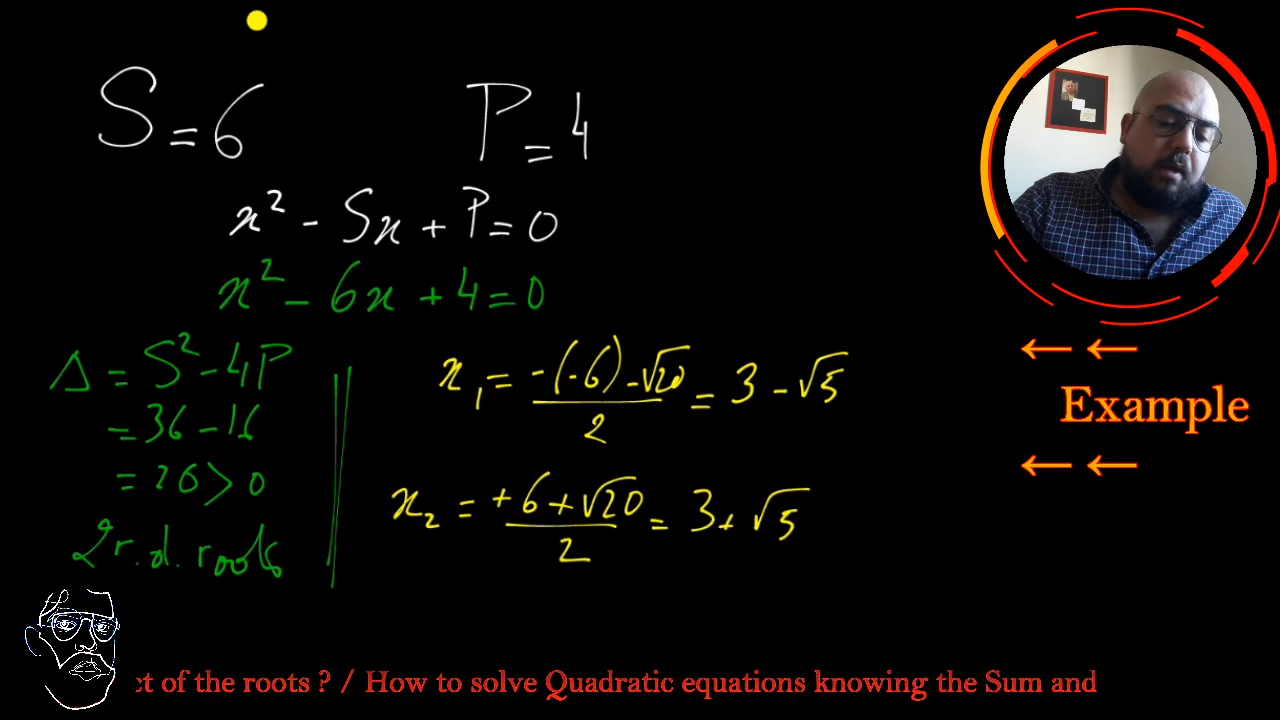 S = 6 P = 4
x² - Sx + P = 0
x² - 6x + 4 = 0
Δ = S² - 4P
= 36 - 16
= 20 > 0
2 r.d. roots
x₁ = -(-6) - √20 / 2 = 3 - √5
x₂ = +6 + √20 / 2 = 3 + √5
← ←
Example
← ←
ct of the roots ? / How to solve Quadratic equations knowing the Sum and